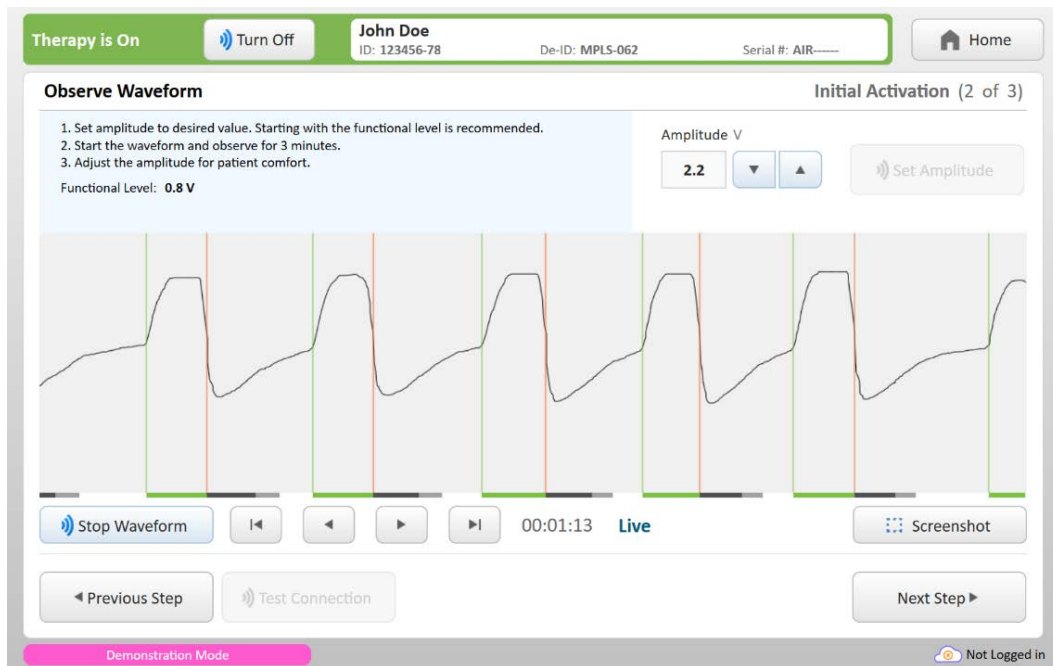 Therapy is On
Turn Off
John Doe
ID: 123456-78 De-ID: MPLS-062 Serial #: AIR------
Home
Observe Waveform
Initial Activation (2 of 3)
1. Set amplitude to desired value. Starting with the functional level is recommended.
2. Start the waveform and observe for 3 minutes.
3. Adjust the amplitude for patient comfort.
Functional Level: 0.8 V
Amplitude V
2.2
Set Amplitude
Stop Waveform
00:01:13
Live
Screenshot
Previous Step
Test Connection
Next Step
Demonstration Mode
Not Logged in